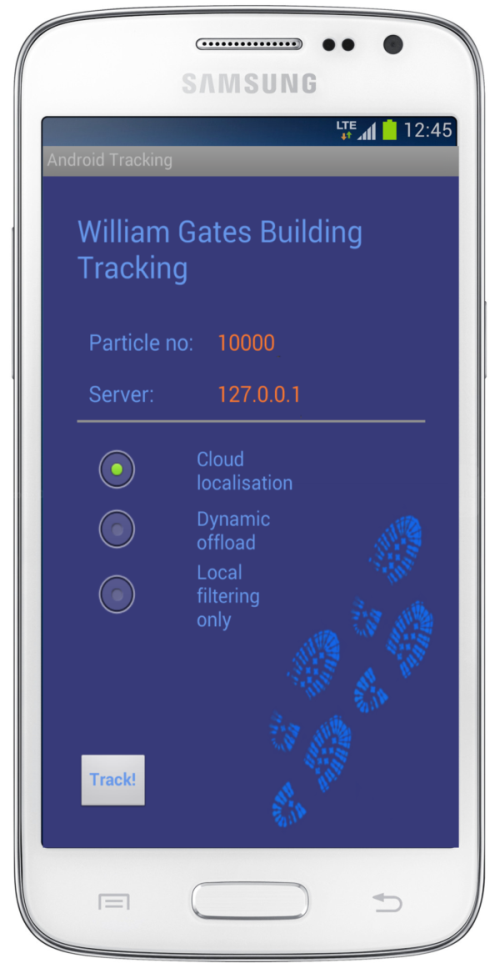 SAMSUNG
LTE 12:45
Android Tracking
William Gates Building
Tracking
Particle no: 10000
Server: 127.0.0.1
Cloud
localisation
Dynamic
offload
Local
filtering
only
Track!